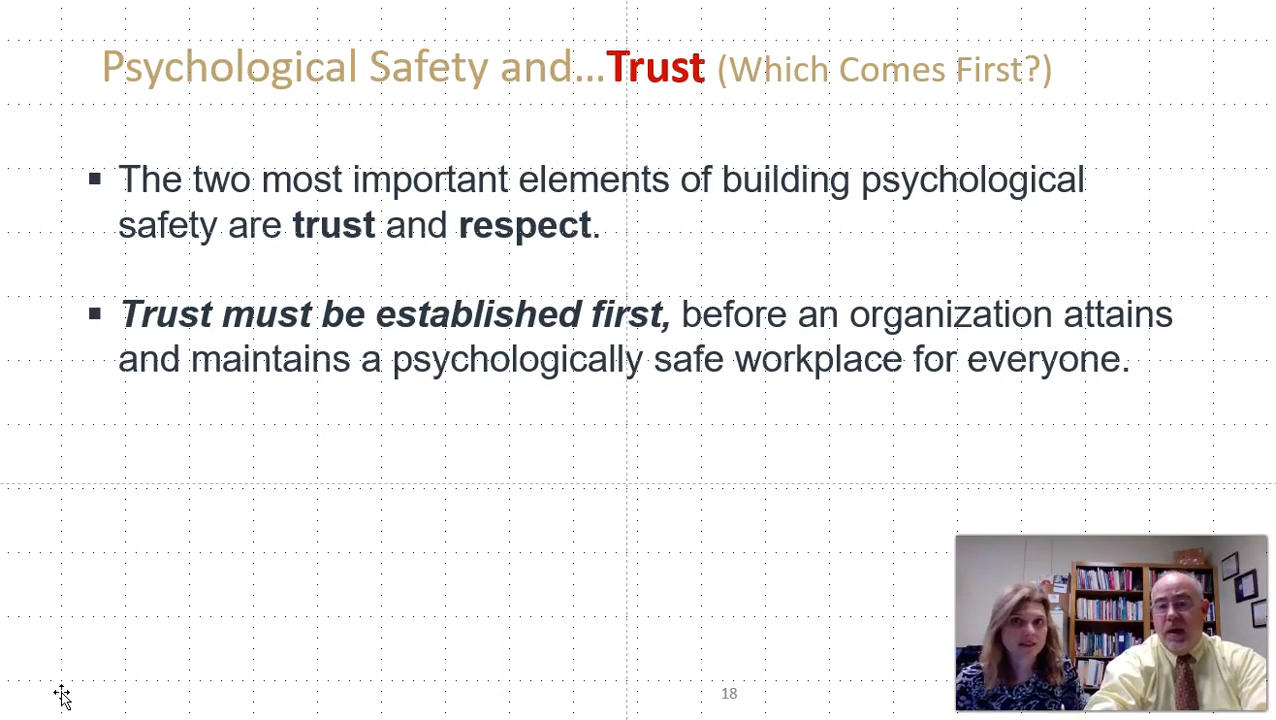 Psychological Safety and…Trust (Which Comes First?)
▪ The two most important elements of building psychological
safety are trust and respect.
▪ Trust must be established first, before an organization attains
and maintains a psychologically safe workplace for everyone.
18